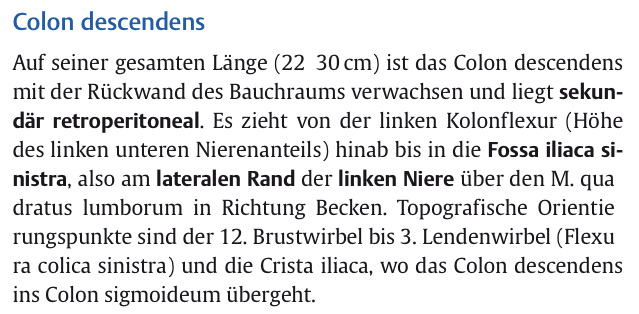 Colon descendens
Auf seiner gesamten Länge (22 30 cm) ist das Colon descendens
mit der Rückwand des Bauchraums verwachsen und liegt sekun-
där retroperitoneal. Es zieht von der linken Kolonflexur (Höhe
des linken unteren Nierenanteils) hinab bis in die Fossa iliaca si-
nistra, also am lateralen Rand der linken Niere über den M. qua
dratus lumborum in Richtung Becken. Topografische Orientie
rungspunkte sind der 12. Brustwirbel bis 3. Lendenwirbel (Flexu
ra colica sinistra) und die Crista iliaca, wo das Colon descendens
ins Colon sigmoideum übergeht.